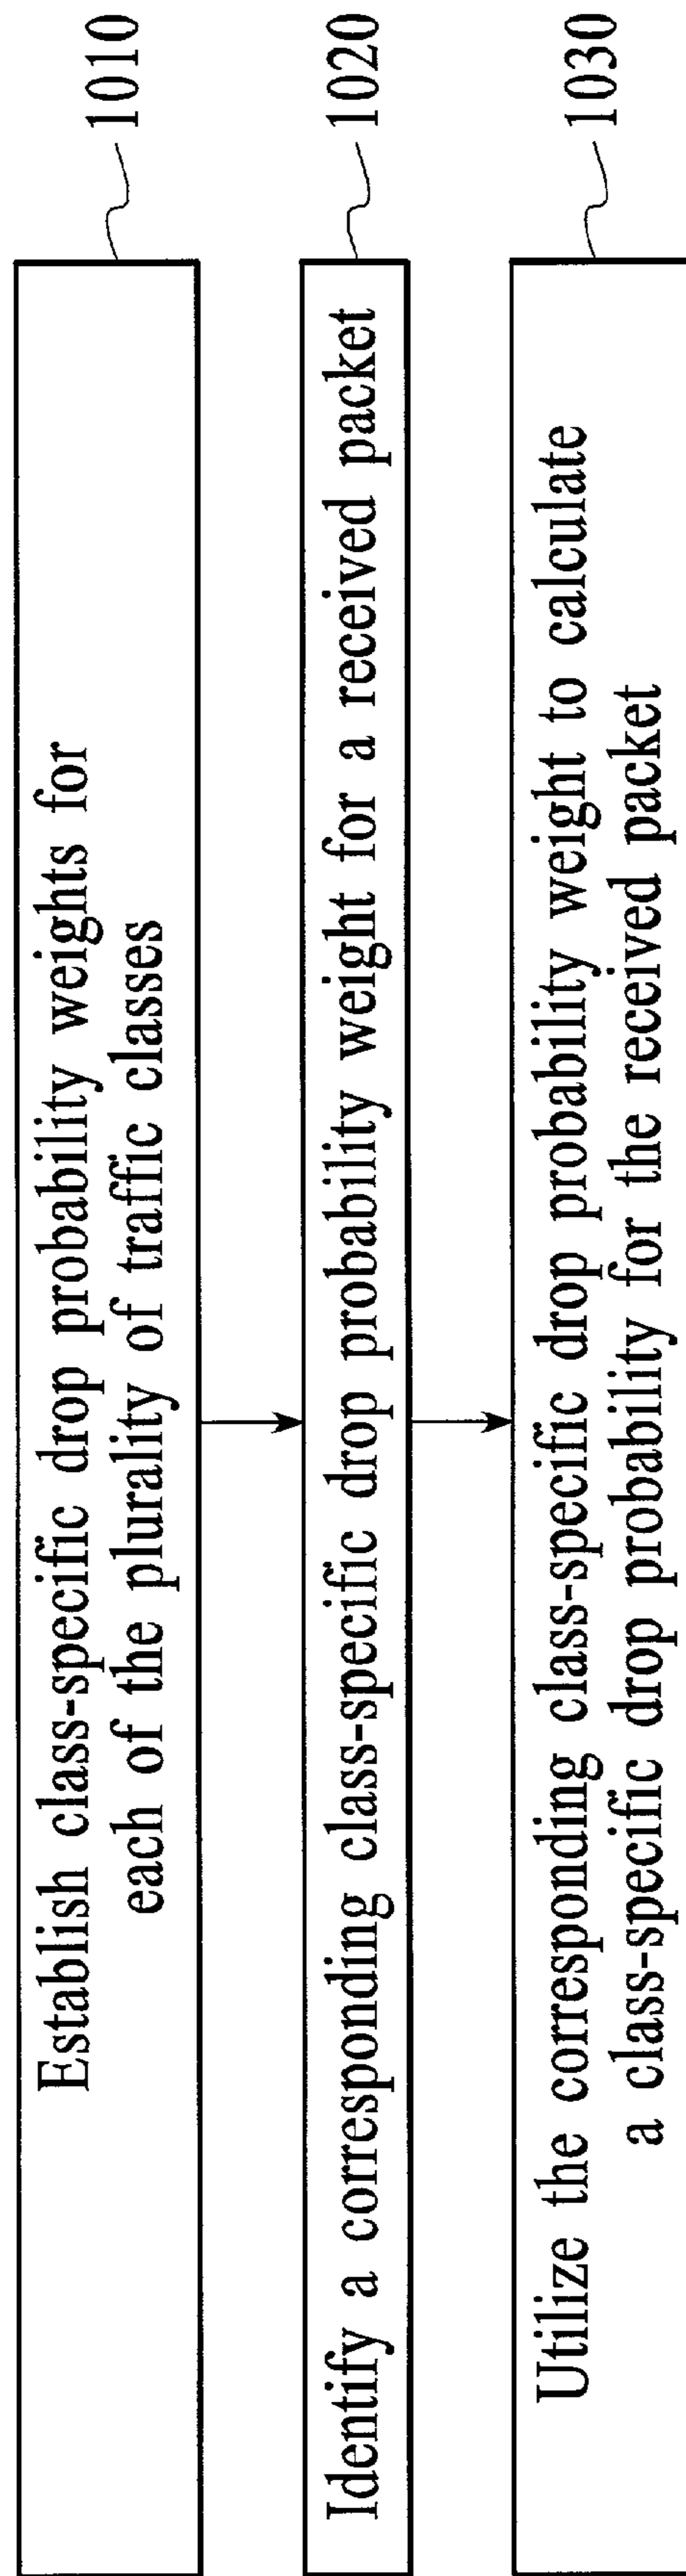 Establish class-specific drop probability weights for
each of the plurality of traffic classes
1010
Identify a corresponding class-specific drop probability weight for a received packet
1020
Utilize the corresponding class-specific drop probability weight to calculate
a class-specific drop probability for the received packet
1030